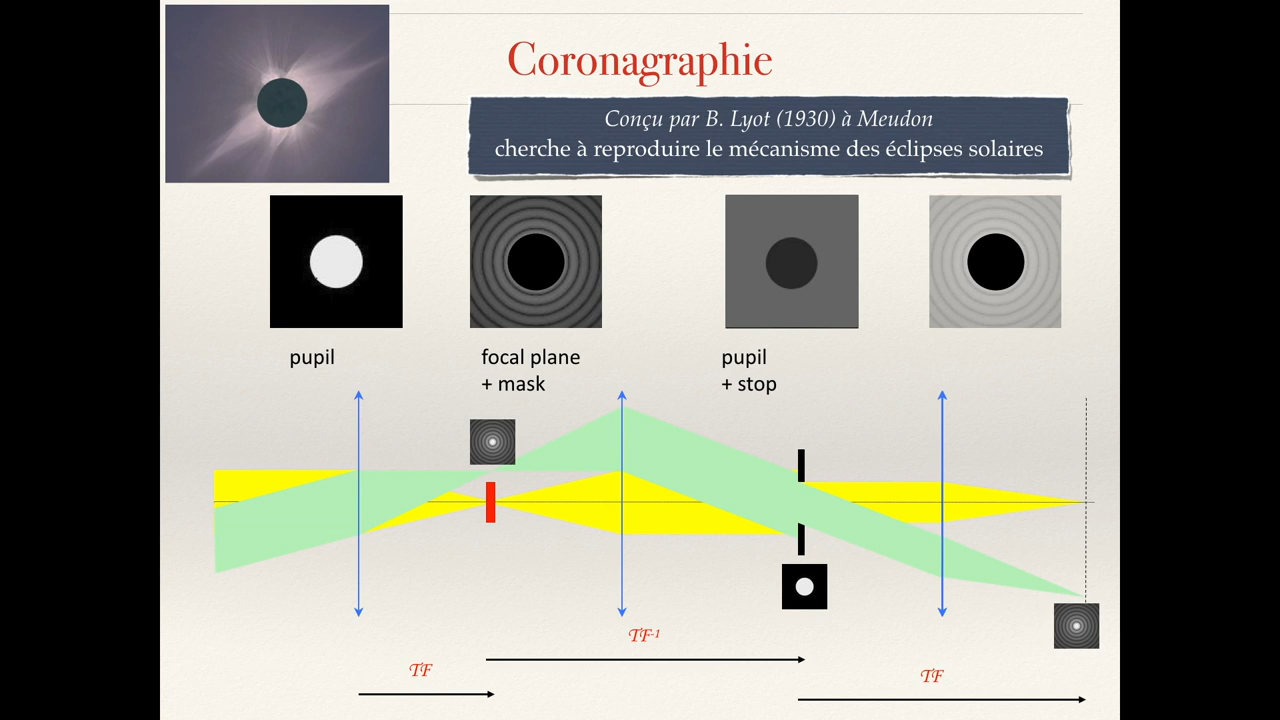 Coronagraphie
Conçu par B. Lyot (1930) à Meudon
cherche à reproduire le mécanisme des éclipses solaires
pupil
focal plane
+ mask
pupil
+ stop
TF
TF-1
TF